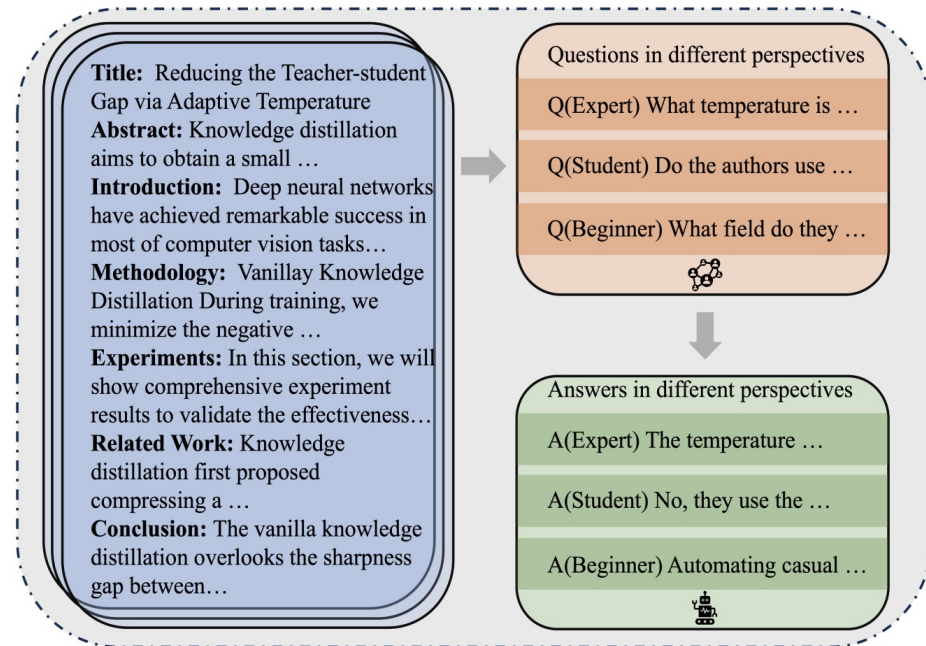 Title: Reducing the Teacher-student
Gap via Adaptive Temperature
Abstract: Knowledge distillation
aims to obtain a small …
Introduction: Deep neural networks
have achieved remarkable success in
most of computer vision tasks…
Methodology: Vanillay Knowledge
Distillation During training, we
minimize the negative …
Experiments: In this section, we will
show comprehensive experiment
results to validate the effectiveness…
Related Work: Knowledge
distillation first proposed
compressing a …
Conclusion: The vanilla knowledge
distillation overlooks the sharpness
gap between…
Questions in different perspectives
Q(Expert) What temperature is …
Q(Student) Do the authors use …
Q(Beginner) What field do they …
Answers in different perspectives
A(Expert) The temperature …
A(Student) No, they use the …
A(Beginner) Automating casual …